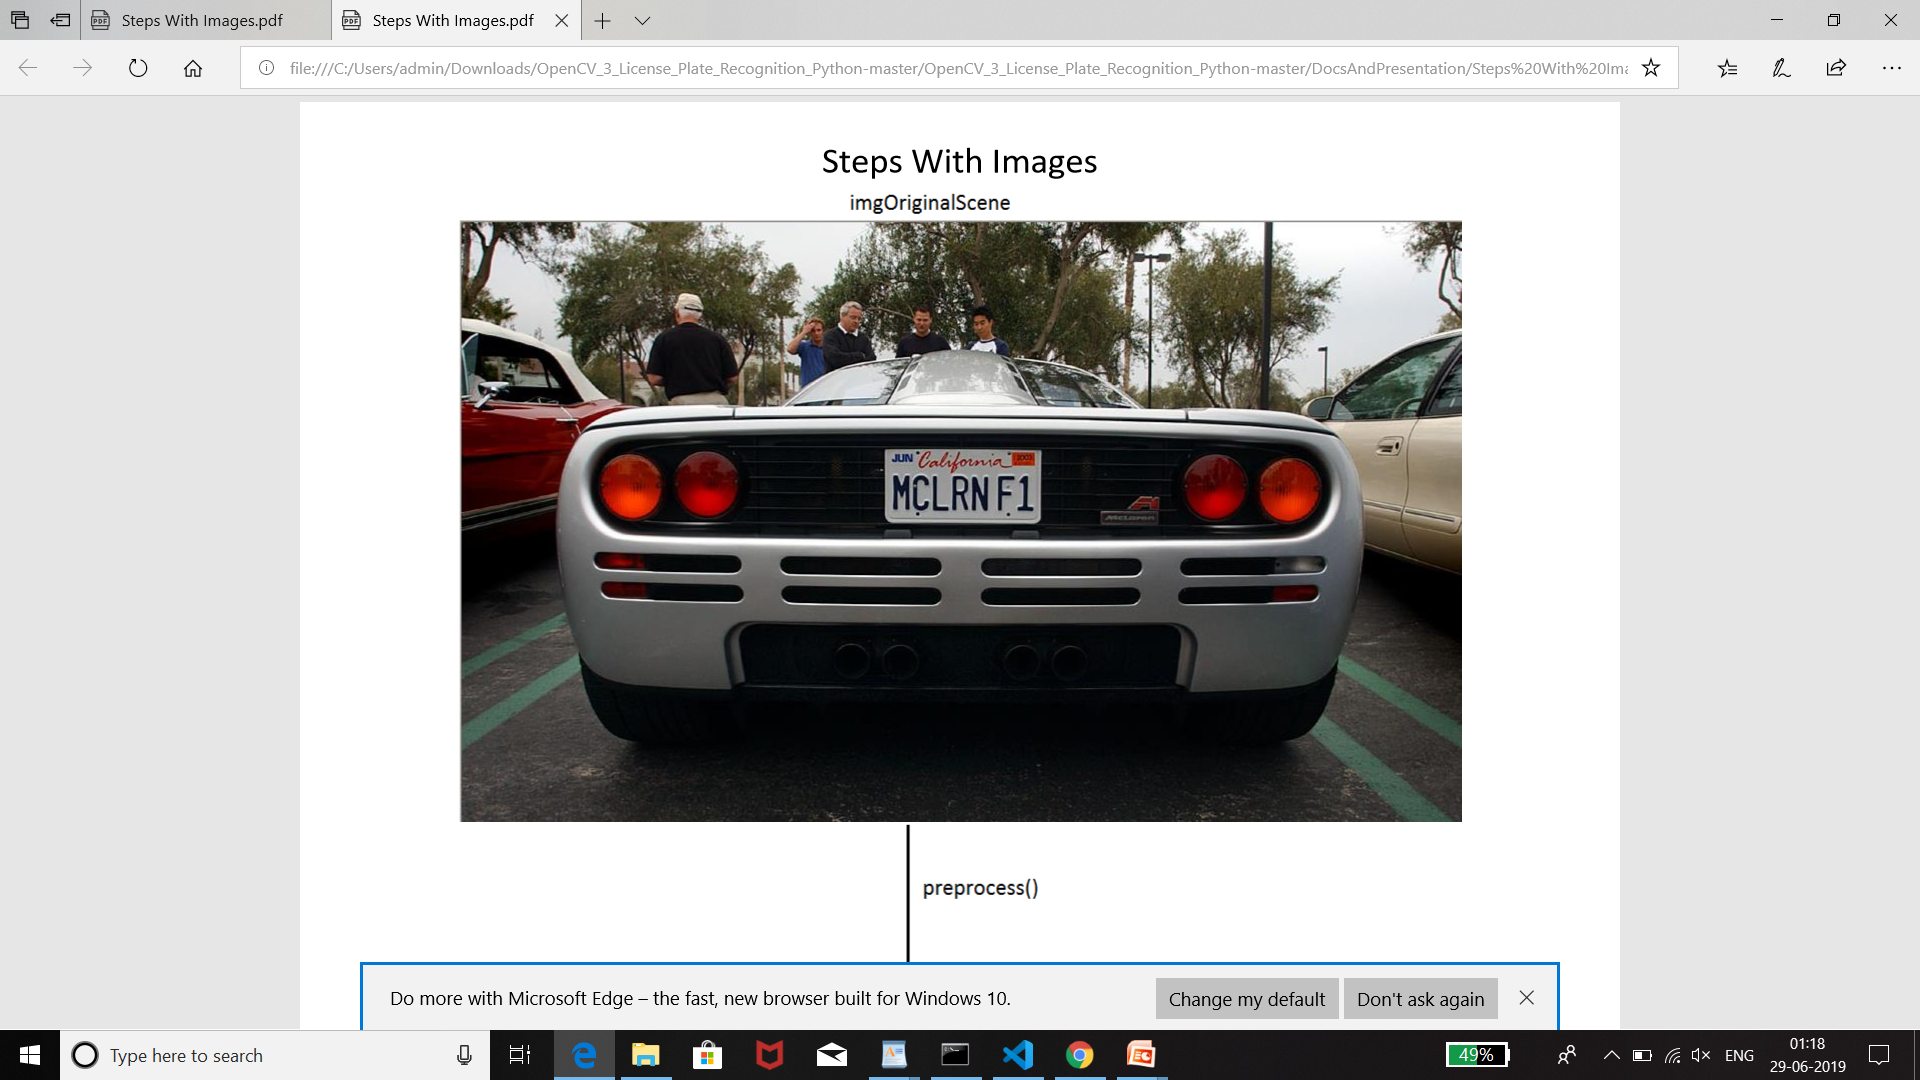 Steps With Images.pdf
Steps With Images.pdf
file:///C:/Users/admin/Downloads/OpenCV_3_License_Plate_Recognition_Python-master/OpenCV_3_License_Plate_Recognition_Python-master/DocsAndPresentation/Steps%20With%20Ima
Steps With Images
imgOriginalScene
JUN California 2003
MCLRN F1
McLaren
preprocess()
Do more with Microsoft Edge – the fast, new browser built for Windows 10.
Change my default
Don't ask again
Type here to search
49%
ENG
01:18
29-06-2019